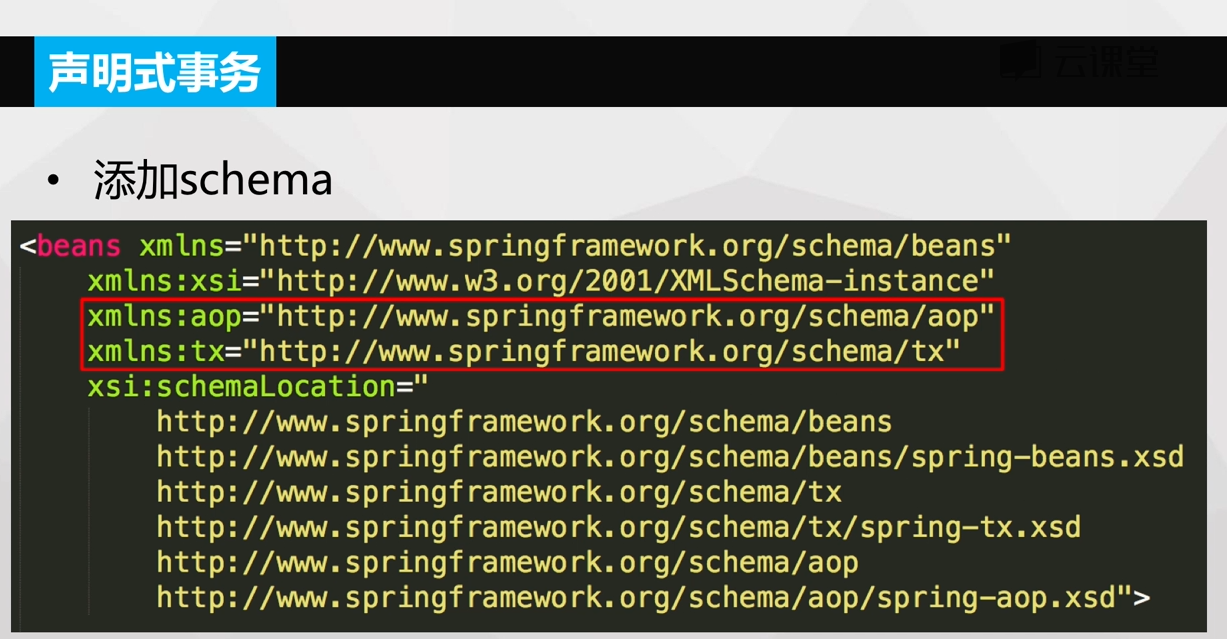 声明式事务
云课堂
• 添加schema
<beans xmlns="http://www.springframework.org/schema/beans"
xmlns:xsi="http://www.w3.org/2001/XMLSchema-instance"
xmlns:aop="http://www.springframework.org/schema/aop"
xmlns:tx="http://www.springframework.org/schema/tx"
xsi:schemaLocation="
http://www.springframework.org/schema/beans
http://www.springframework.org/schema/beans/spring-beans.xsd
http://www.springframework.org/schema/tx
http://www.springframework.org/schema/tx/spring-tx.xsd
http://www.springframework.org/schema/aop
http://www.springframework.org/schema/aop/spring-aop.xsd">